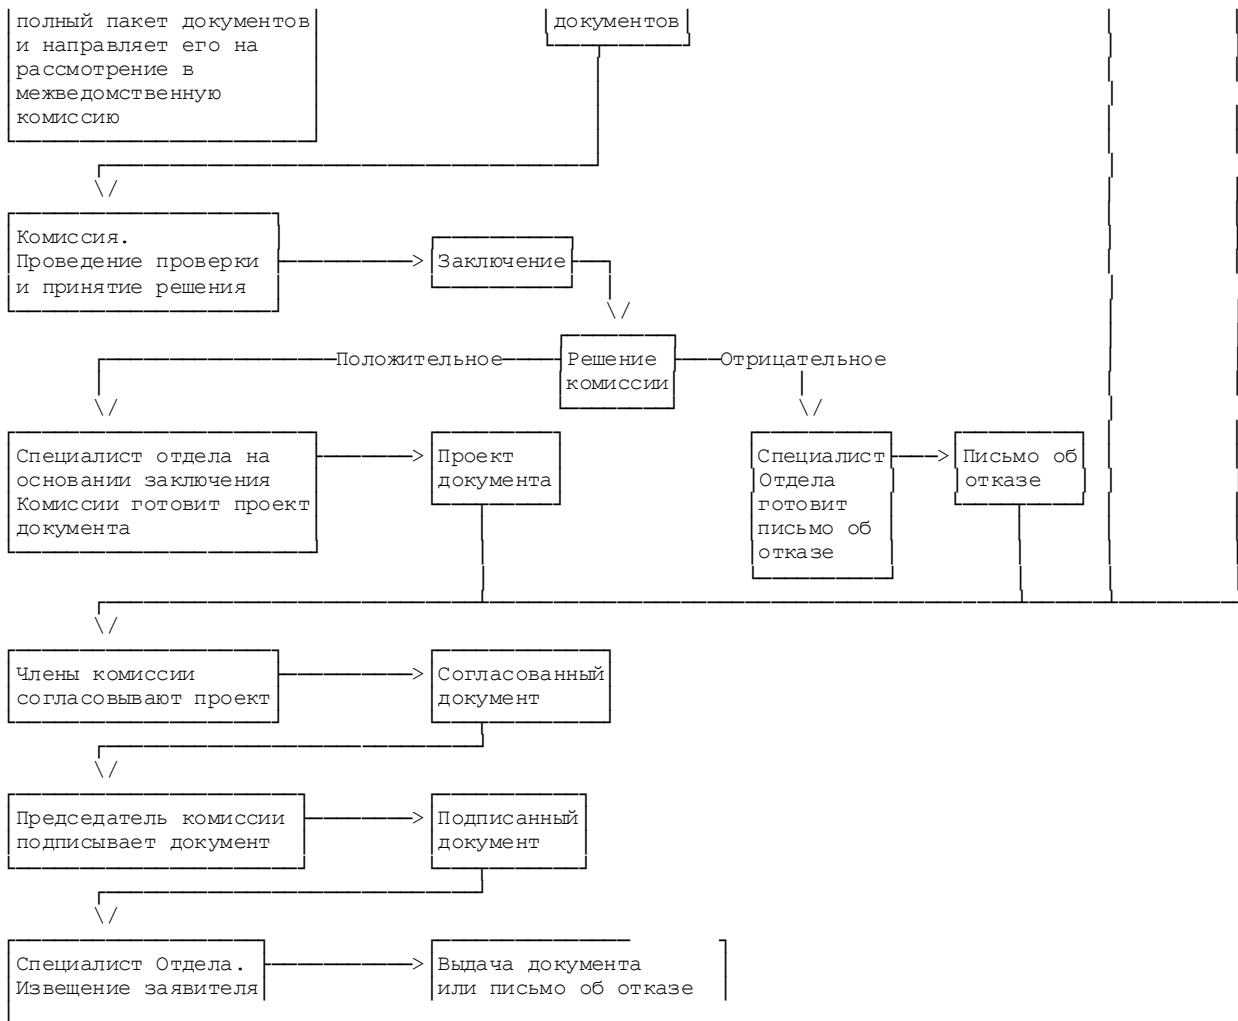 полный пакет документов
и направляет его на
рассмотрение в
межведомственную
комиссию
документов
Комиссия.
Проведение проверки
и принятие решения
Заключение
Решение
комиссии
Положительное
Отрицательное
Специалист отдела на
основании заключения
Комиссии готовит проект
документа
Проект
документа
Специалист
Отдела
готовит
письмо об
отказе
Письмо об
отказе
Члены комиссии
согласовывают проект
Согласованный
документ
Председатель комиссии
подписывает документ
Подписанный
документ
Специалист Отдела.
Извещение заявителя
Выдача документа
или письмо об отказе